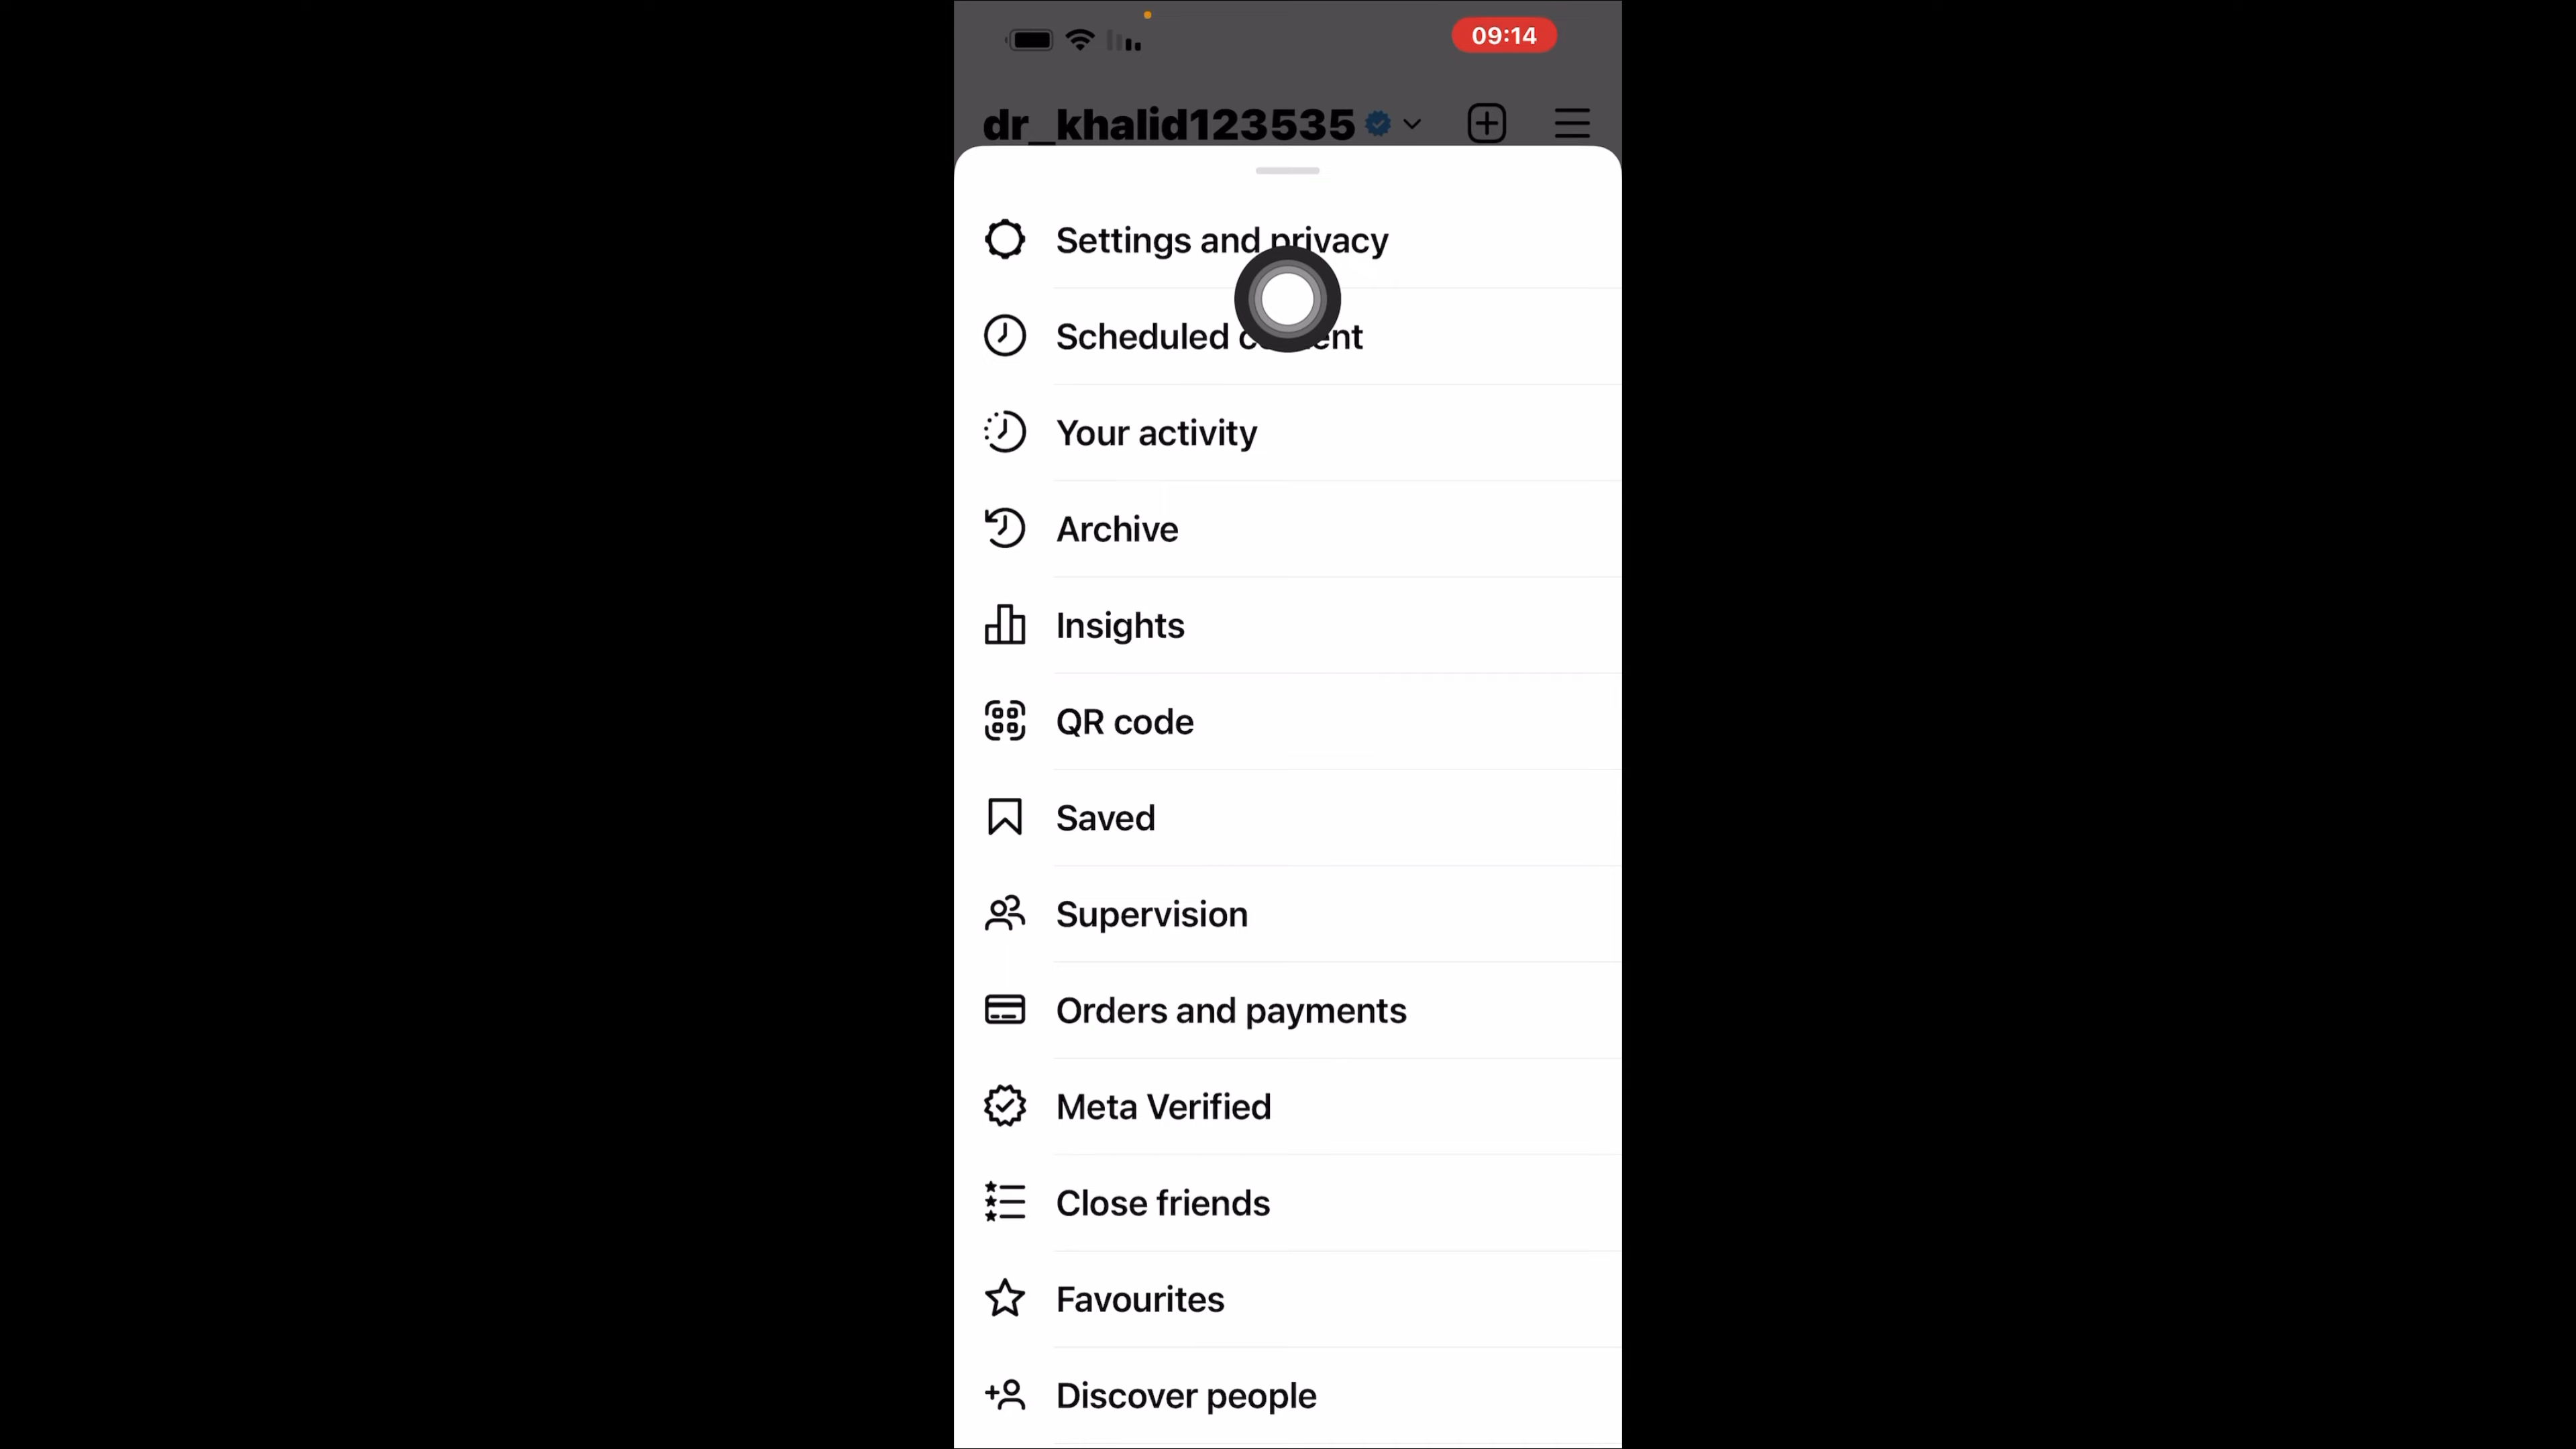 09:14
dr_khalid123535
Settings and privacy
Scheduled
Your activity
Archive
Insights
QR code
Saved
Supervision
Orders and payments
Meta Verified
Close friends
Favourites
Discover people